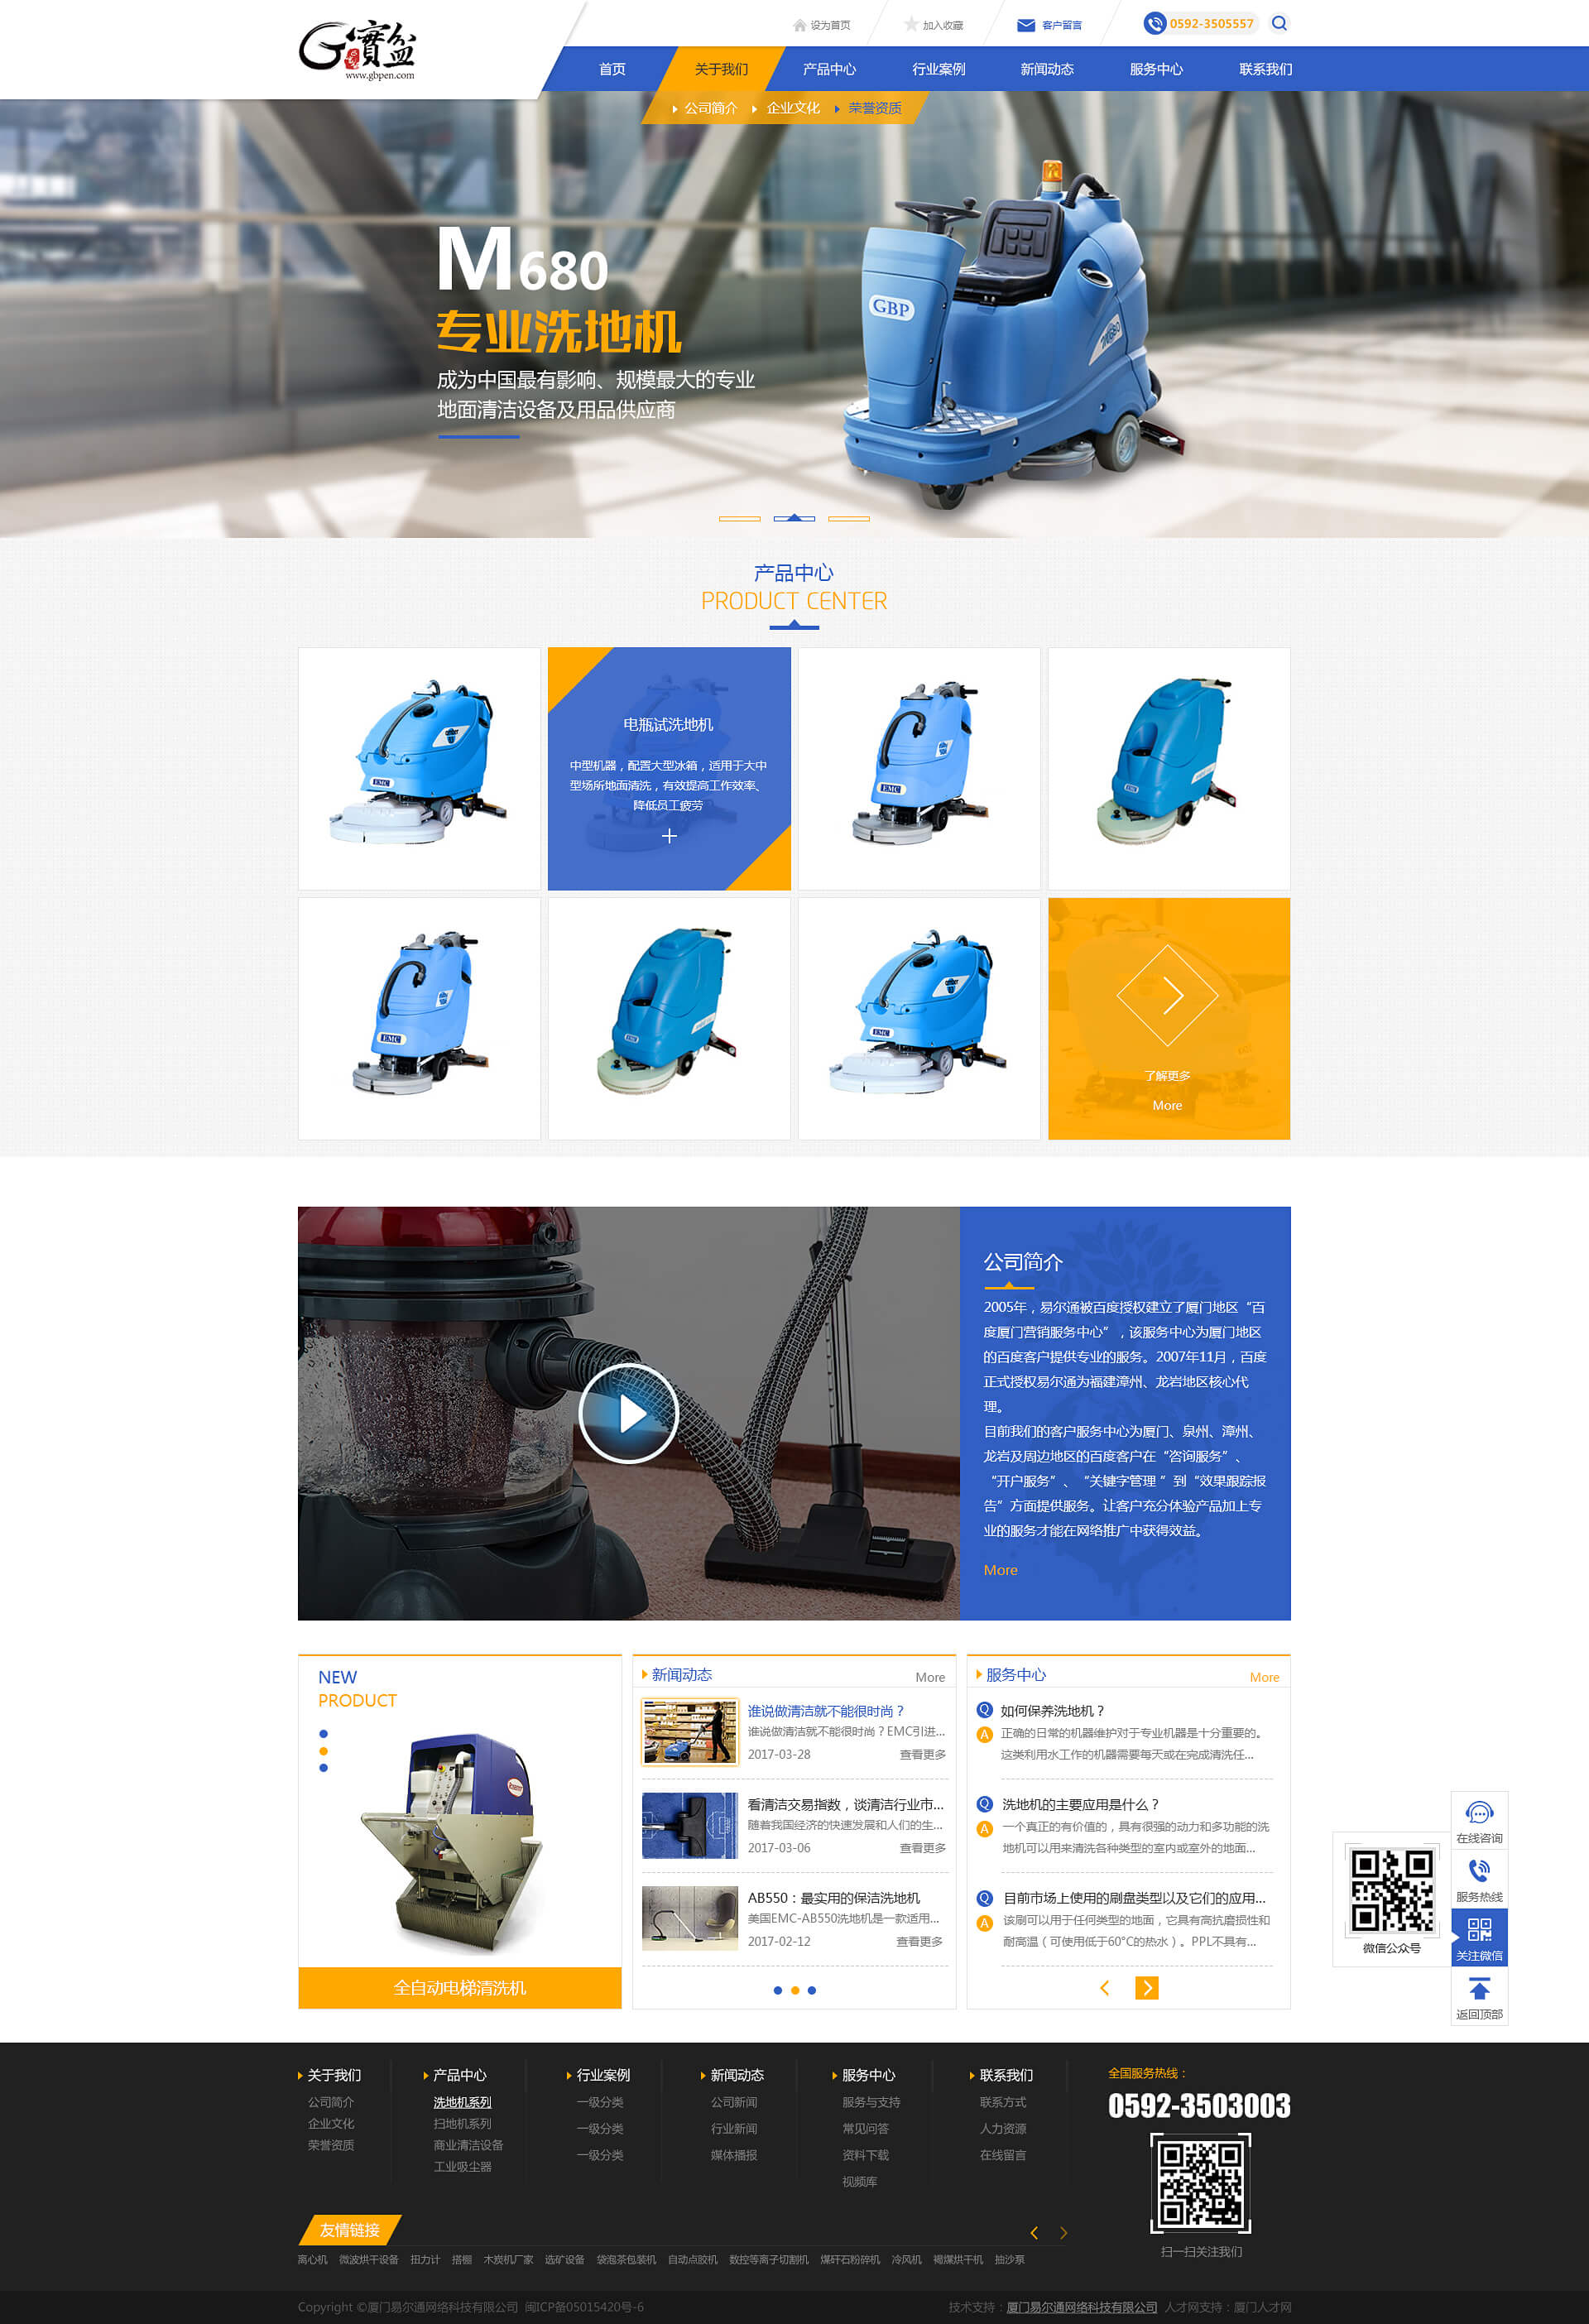 G寶盆
www.gbpen.com
设为首页
加入收藏
客户留言
0592-3505557
首页
关于我们
产品中心
行业案例
新闻动态
服务中心
联系我们
公司简介
企业文化
荣誉资质
M680
专业洗地机
成为中国最有影响、规模最大的专业
地面清洁设备及用品供应商
GBP
M680
产品中心
PRODUCT CENTER
EMC
电瓶试洗地机
中型机器，配置大型冰箱，适用于大中
型场所地面清洗，有效提高工作效率、
降低员工疲劳
EMC
EMC
EMC
EMC
EMC
了解更多
More
公司简介
2005年，易尔通被百度授权建立了厦门地区“百
度厦门营销服务中心”，该服务中心为厦门地区
的百度客户提供专业的服务。2007年11月，百度
正式授权易尔通为福建漳州、龙岩地区核心代
理。
目前我们的客户服务中心为厦门、泉州、漳州、
龙岩及周边地区的百度客户在“咨询服务”、
“开户服务”、“关键字管理 ”到“效果跟踪报
告”方面提供服务。让客户充分体验产品加上专
业的服务才能在网络推广中获得效益。
More
NEW
PRODUCT
全自动电梯清洗机
新闻动态
More
谁说做清洁就不能很时尚？
谁说做清洁就不能很时尚？EMC引进...
2017-03-28
查看更多
看清洁交易指数，谈清洁行业市...
随着我国经济的快速发展和人们的生...
2017-03-06
查看更多
AB550：最实用的保洁洗地机
美国EMC-AB550洗地机是一款适用...
2017-02-12
查看更多
服务中心
More
Q 如何保养洗地机？
A 正确的日常的机器维护对于专业机器是十分重要的。
这类利用水工作的机器需要每天或在完成清洗任...
Q 洗地机的主要应用是什么？
A 一个真正的有价值的，具有很强的动力和多功能的洗
地机可以用来清洗各种类型的室内或室外的地面...
Q 目前市场上使用的刷盘类型以及它们的应用...
A 该刷可以用于任何类型的地面，它具有高抗磨损性和
耐高温（可使用低于60°C的热水）。PPL不具有...
在线咨询
服务热线
关注微信
返回顶部
微信公众号
关于我们
公司简介
企业文化
荣誉资质
产品中心
洗地机系列
扫地机系列
商业清洁设备
工业吸尘器
行业案例
一级分类
一级分类
一级分类
新闻动态
公司新闻
行业新闻
媒体播报
服务中心
服务与支持
常见问答
资料下载
视频库
联系我们
联系方式
人力资源
在线留言
全国服务热线：
0592-3503003
扫一扫关注我们
友情链接
离心机 微波烘干设备 扭力计 搭棚 木炭机厂家 选矿设备 袋泡茶包装机 自动点胶机 数控等离子切割机 煤矸石粉碎机 冷风机 褐煤烘干机 抽沙泵
Copyright ©厦门易尔通网络科技有限公司 闽ICP备05015420号-6
技术支持：厦门易尔通网络科技有限公司 人才网支持：厦门人才网